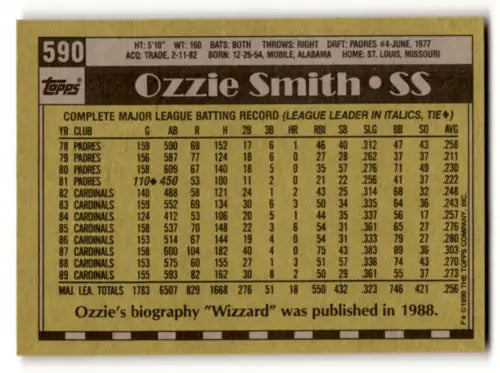 590
HT: 5'10" WT: 160 BATS: BOTH THROWS: RIGHT DRFT: PADRES #4-JUNE, 1977
ACQ: TRADE, 2-11-82 BORN: 12-26-54, MOBILE, ALABAMA HOME: ST. LOUIS, MISSOURI
Topps
Ozzie Smith • SS
COMPLETE MAJOR LEAGUE BATTING RECORD (LEAGUE LEADER IN ITALICS, TIE♦)
YR CLUB G AB R H 2B 3B HR RBI SB SLG BB SO AVG
78 PADRES 159 590 69 152 17 6 1 46 40 .312 47 43 .258
79 PADRES 156 587 77 124 18 6 0 27 28 .262 37 37 .211
80 PADRES 158 609 67 140 18 5 0 35 57 .276 71 49 .230
81 PADRES 110♦ 450 53 100 11 2 0 21 22 .256 41 37 .222
82 CARDINALS 140 488 58 121 24 1 2 43 25 .314 68 32 .248
83 CARDINALS 159 552 69 134 30 6 3 50 34 .335 64 36 .243
84 CARDINALS 124 412 53 106 20 5 1 44 35 .337 56 17 .257
85 CARDINALS 158 537 70 148 22 3 6 54 31 .361 65 27 .276
86 CARDINALS 153 514 67 144 19 4 0 54 31 .333 79 27 .280
87 CARDINALS 158 600 104 182 40 4 0 75 43 .383 89 36 .303
88 CARDINALS 153 575 80 155 27 1 3 51 57 .336 74 43 .270
89 CARDINALS 155 593 82 162 30 8 2 50 29 .361 55 37 .273
MAJ. LEA. TOTALS 1783 6507 829 1668 276 51 18 550 432 .323 746 421 .256
Ozzie's biography "Wizzard" was published in 1988.
F* © 1990 THE TOPPS COMPANY, INC.